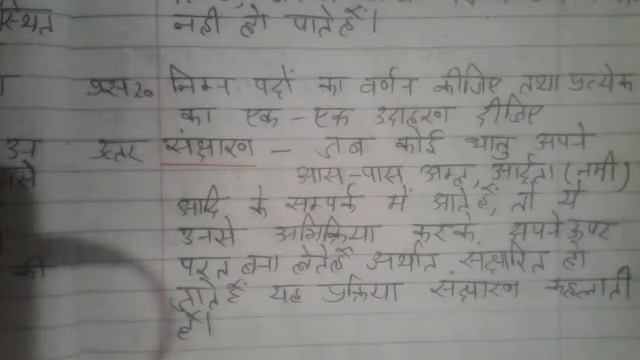 स्थित नहीं हो पाते हैं।
प्रश्न20 निम्न पदों का वर्णन कीजिए तथा प्रत्येक
का एक - एक उदाहरण दीजिए
उन उत्तर संक्षारण - जब कोई धातु अपने
आस-पास अम्ल, आर्द्रता (नमी)
आदि के सम्पर्क में आते हैं, तो ये
उनसे अभिक्रिया करके अपने ऊपर
की परत बना लेते हैं अर्थात संक्षारित हो
जाते हैं यह प्रक्रिया संक्षारण कहलाती
है।